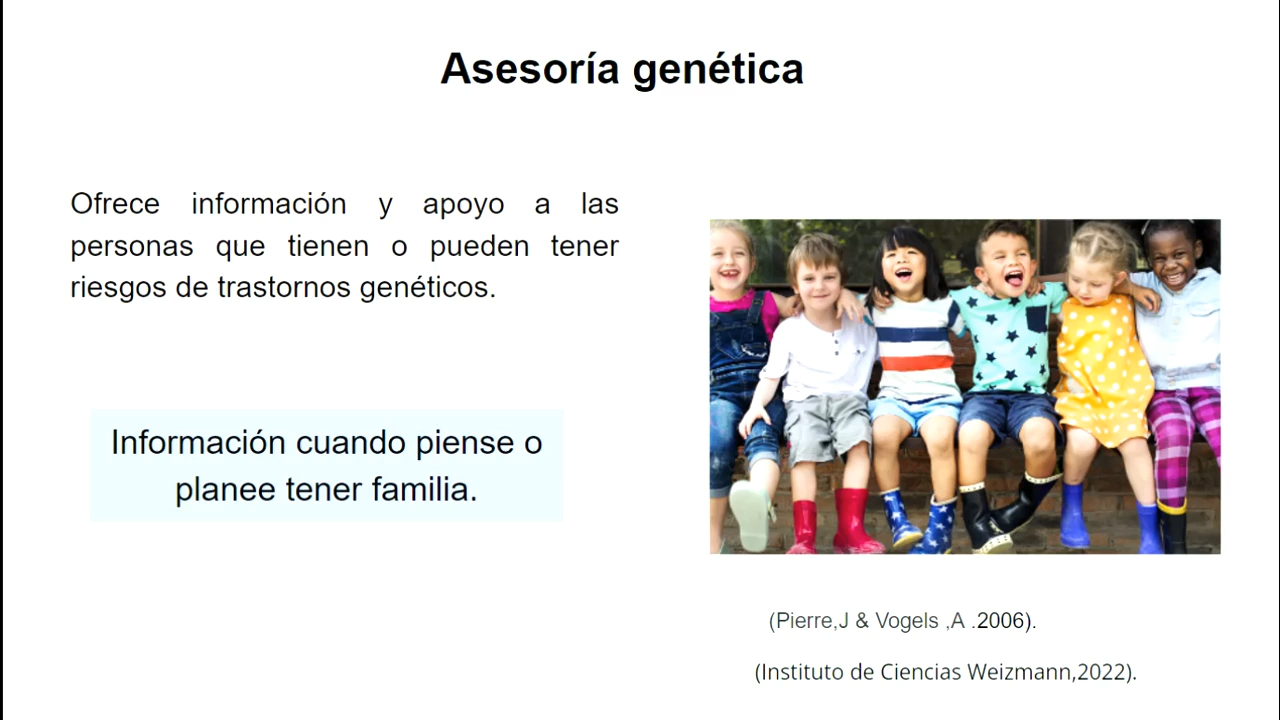 Asesoría genética
Ofrece información y apoyo a las
personas que tienen o pueden tener
riesgos de trastornos genéticos.
Información cuando piense o
planee tener familia.
(Pierre,J & Vogels ,A .2006).
(Instituto de Ciencias Weizmann,2022).